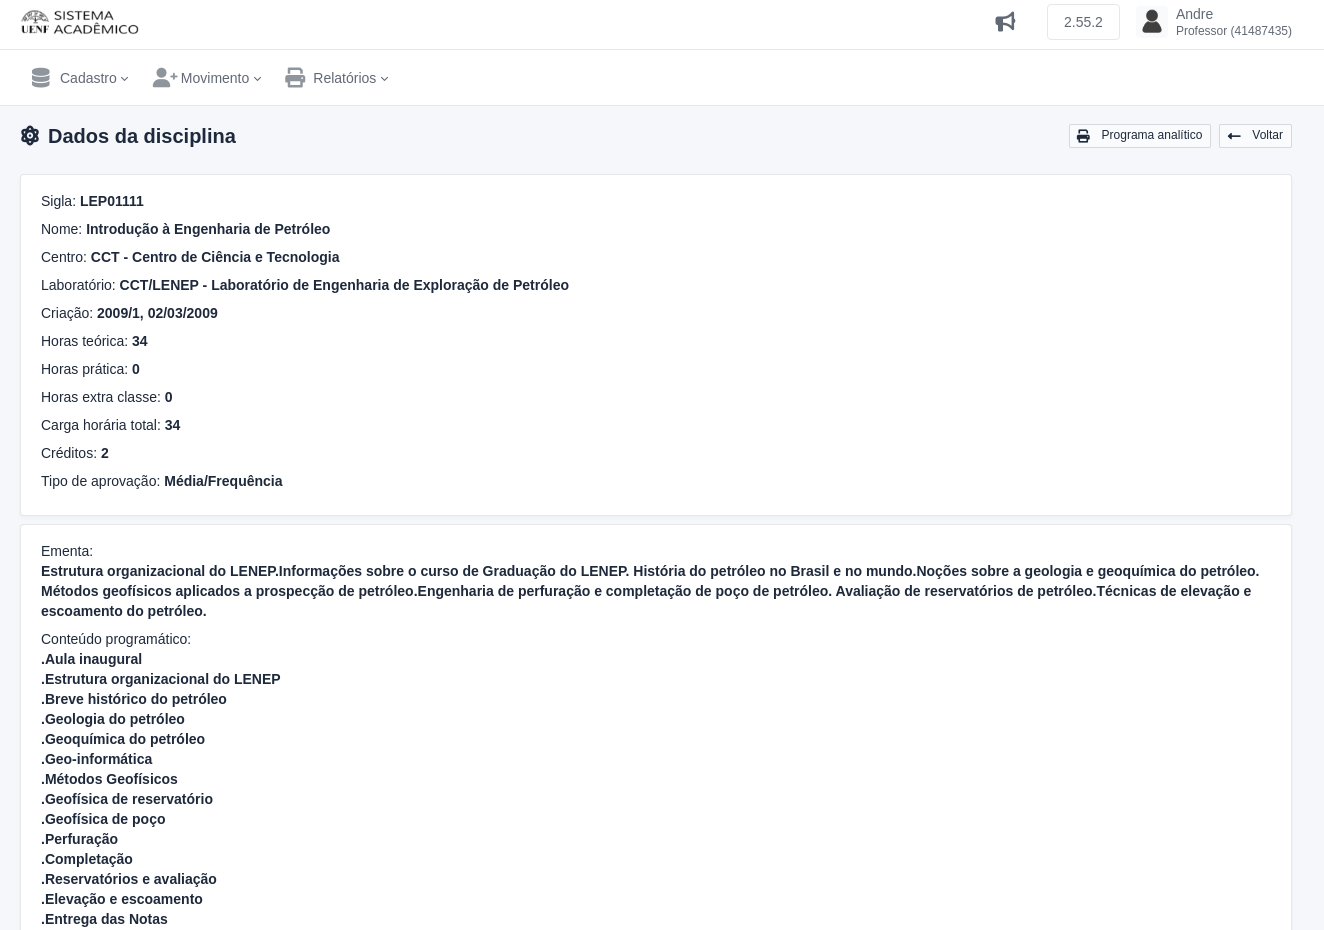 SISTEMA
UENF ACADÊMICO
2.55.2
Andre
Professor (41487435)
Cadastro
Movimento
Relatórios
Dados da disciplina
Programa analítico
Voltar
Sigla: LEP01111
Nome: Introdução à Engenharia de Petróleo
Centro: CCT - Centro de Ciência e Tecnologia
Laboratório: CCT/LENEP - Laboratório de Engenharia de Exploração de Petróleo
Criação: 2009/1, 02/03/2009
Horas teórica: 34
Horas prática: 0
Horas extra classe: 0
Carga horária total: 34
Créditos: 2
Tipo de aprovação: Média/Frequência
Ementa:
Estrutura organizacional do LENEP.Informações sobre o curso de Graduação do LENEP. História do petróleo no Brasil e no mundo.Noções sobre a geologia e geoquímica do petróleo.
Métodos geofísicos aplicados a prospecção de petróleo.Engenharia de perfuração e completação de poço de petróleo. Avaliação de reservatórios de petróleo.Técnicas de elevação e
escoamento do petróleo.
Conteúdo programático:
.Aula inaugural
.Estrutura organizacional do LENEP
.Breve histórico do petróleo
.Geologia do petróleo
.Geoquímica do petróleo
.Geo-informática
.Métodos Geofísicos
.Geofísica de reservatório
.Geofísica de poço
.Perfuração
.Completação
.Reservatórios e avaliação
.Elevação e escoamento
.Entrega das Notas